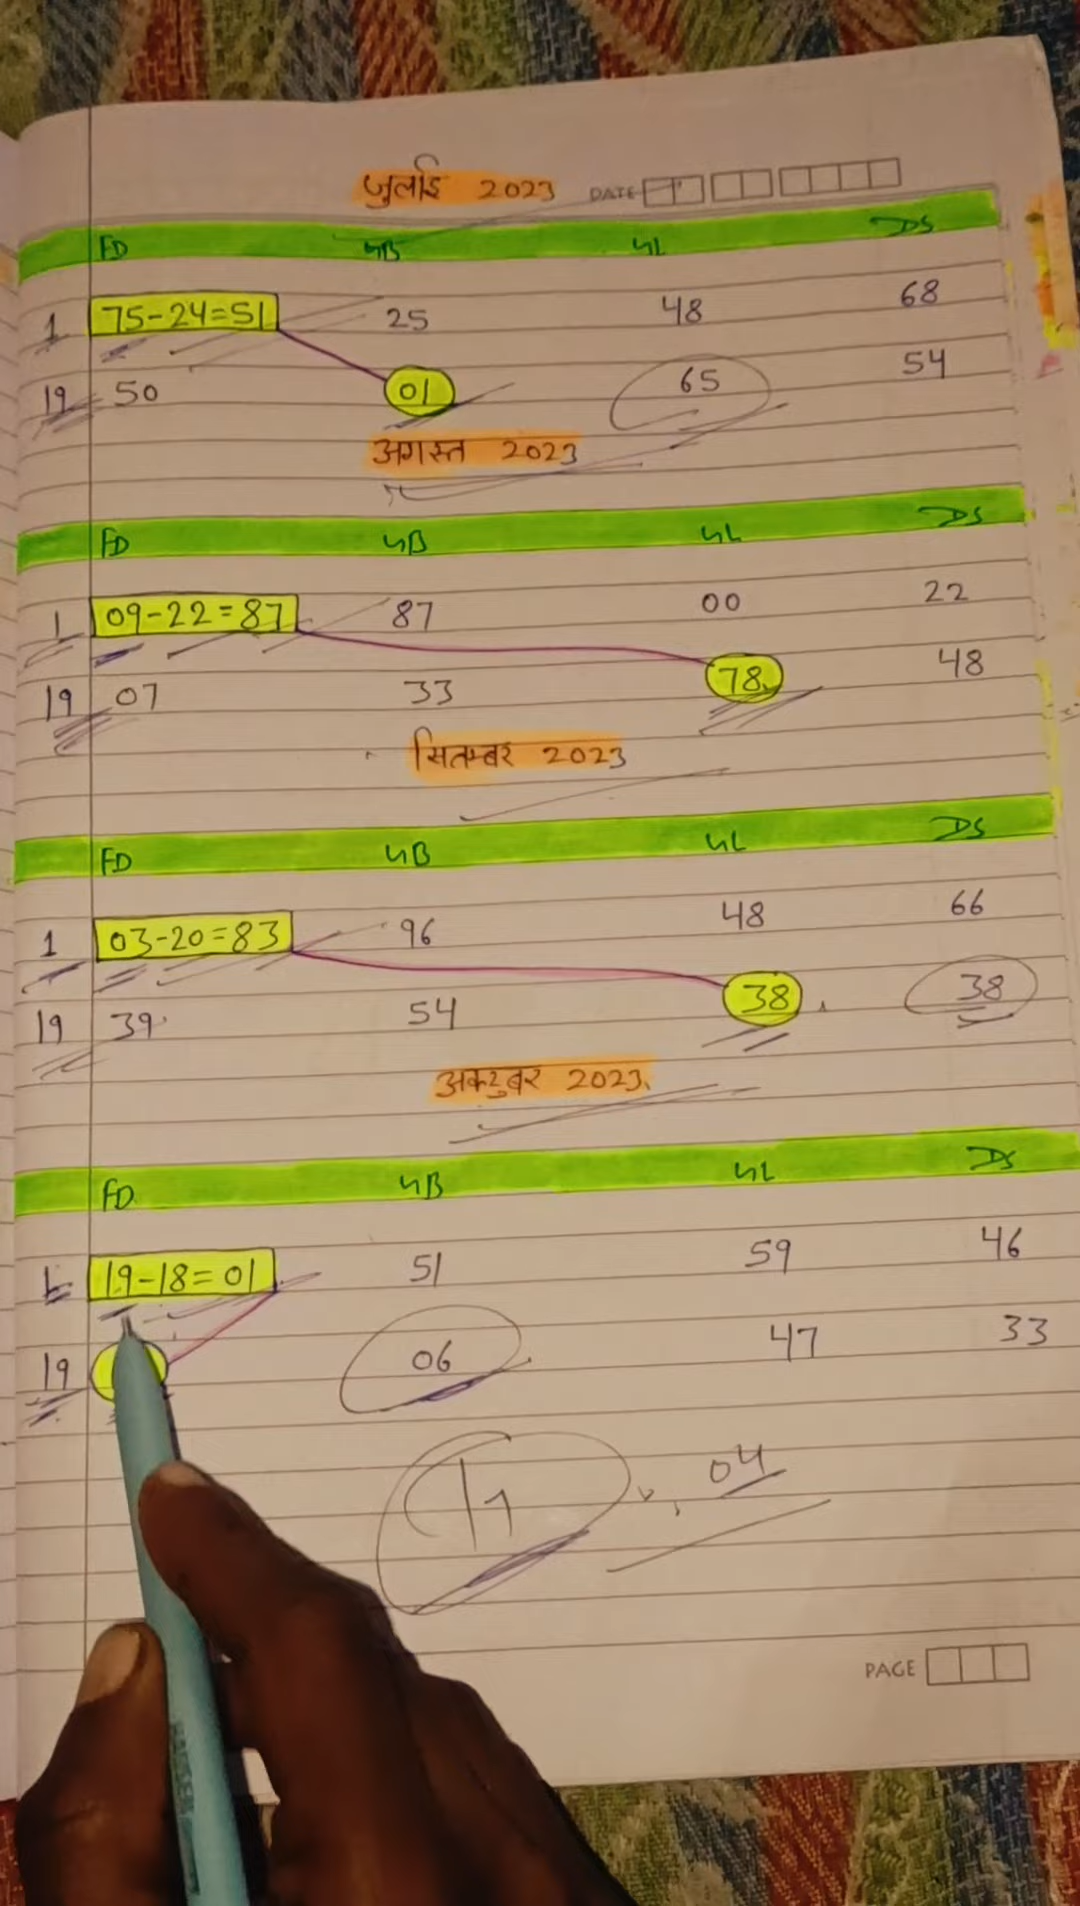 जुलाई 2023 DATE
FD GB GL DS
1 75-24=51 25 48 68
19 50 01 65 54
अगस्त 2023
FD GB GL DS
1 09-22=87 87 00 22
19 07 33 78 48
सितम्बर 2023
FD GB GL DS
1 03-20=83 96 48 66
19 39 54 38 38
अक्टुबर 2023
FD GB GL DS
1 19-18=01 51 59 46
19 06 47 33
04
PAGE